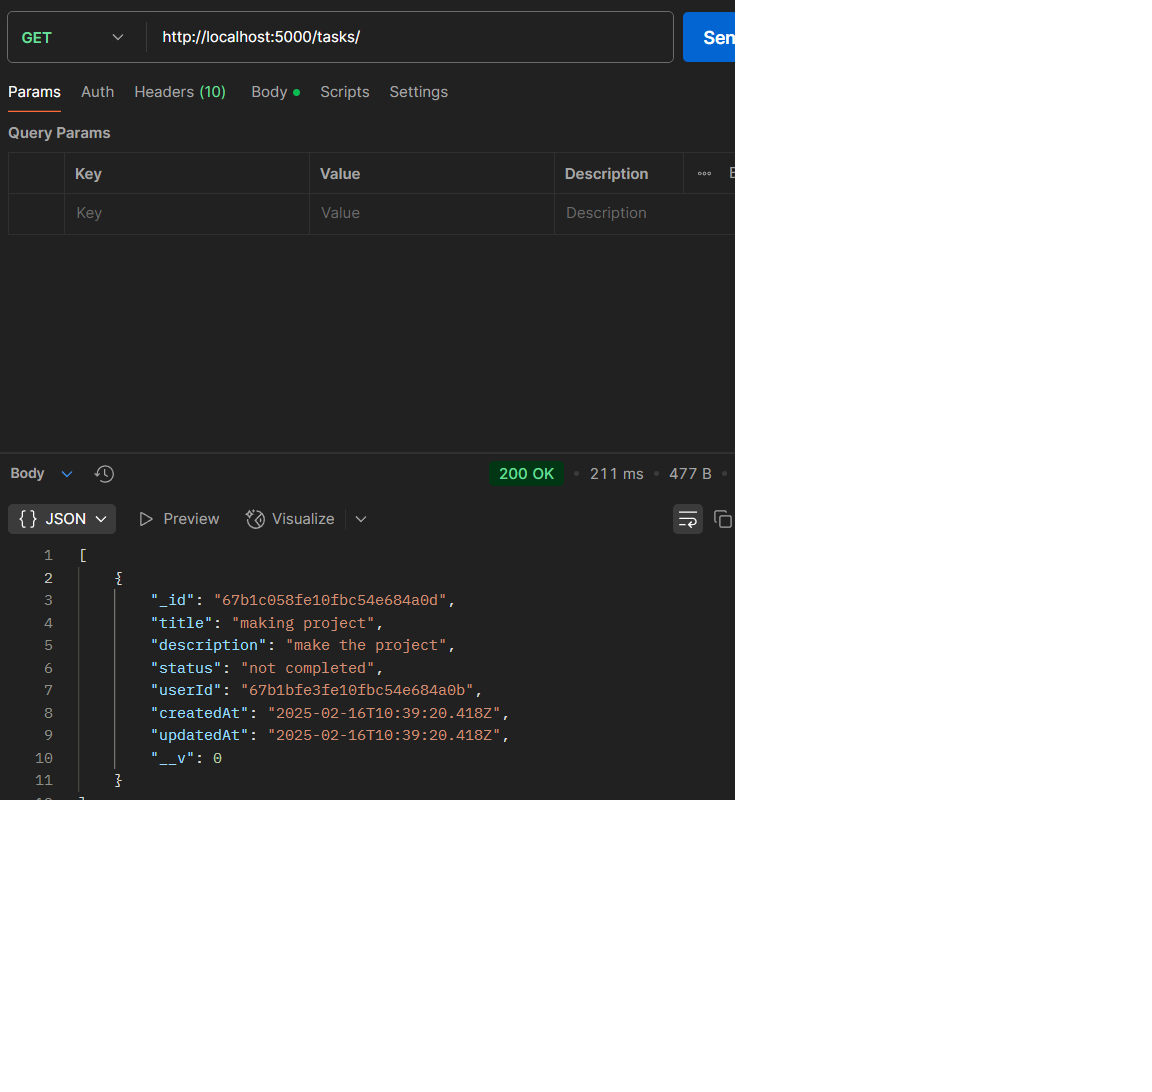 GET http://localhost:5000/tasks/ Sen
Params Auth Headers (10) Body Scripts Settings
Query Params
Key Value Description
Key Value Description
Body 200 OK 211 ms 477 B
{} JSON Preview Visualize
1 [
2 {
3 "_id": "67b1c058fe10fbc54e684a0d",
4 "title": "making project",
5 "description": "make the project",
6 "status": "not completed",
7 "userId": "67b1bfe3fe10fbc54e684a0b",
8 "createdAt": "2025-02-16T10:39:20.418Z",
9 "updatedAt": "2025-02-16T10:39:20.418Z",
10 "__v": 0
11 }